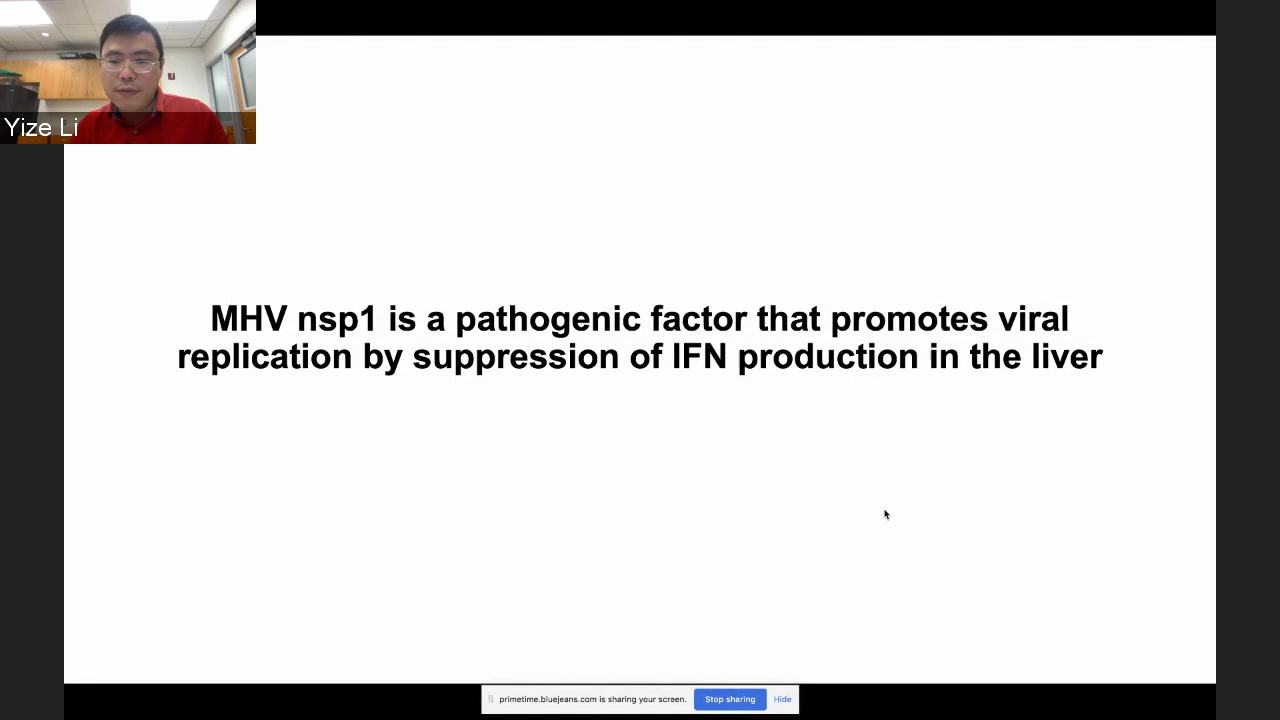 Yize Li
MHV nsp1 is a pathogenic factor that promotes viral
replication by suppression of IFN production in the liver
primetime.bluejeans.com is sharing your screen. Stop sharing Hide